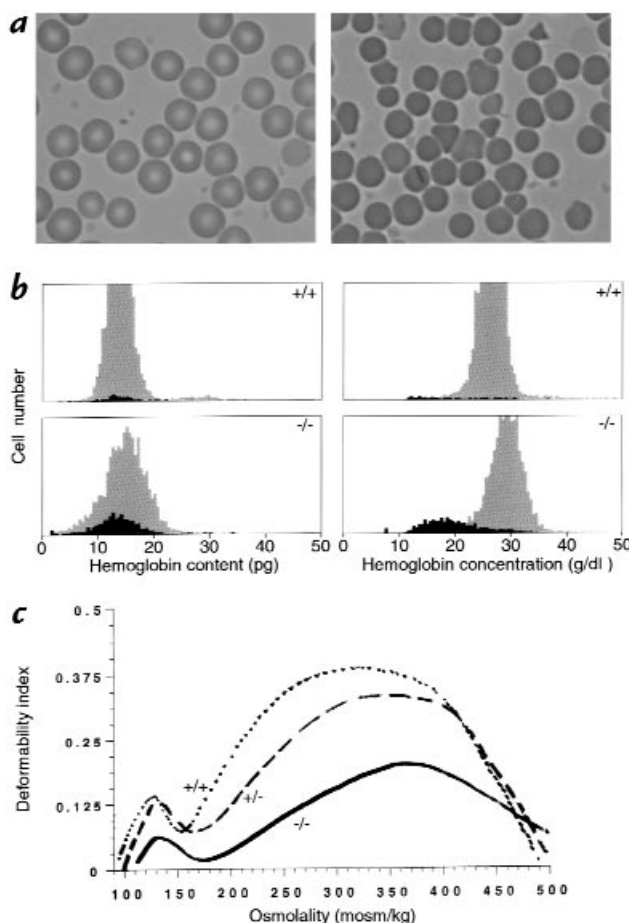 a
b
+/+ +/+
Cell number
-/- -/-
0 10 20 30 40 50 0 10 20 30 40 50
Hemoglobin content (pg) Hemoglobin concentration (g/dl )
c
0.5
0.375
0.25
0.125
0
Deformability index
+/+
+/-
-/-
100 150 200 250 300 350 400 450 500
Osmolality (mosm/kg)